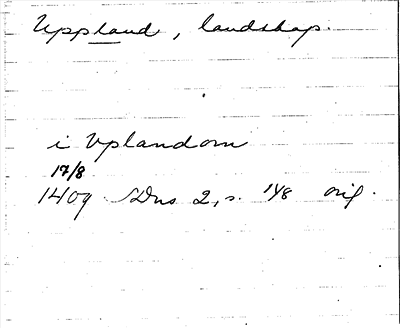 Uppland, landskap.
i Vplandom
17/8
1409 SDns 2, s. 148 orig.